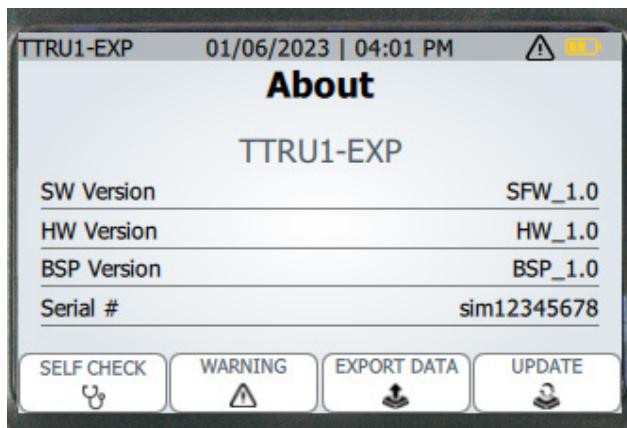 TTRU1-EXP 01/06/2023 | 04:01 PM
About
TTRU1-EXP
SW Version SFW_1.0
HW Version HW_1.0
BSP Version BSP_1.0
Serial # sim12345678
SELF CHECK WARNING EXPORT DATA UPDATE